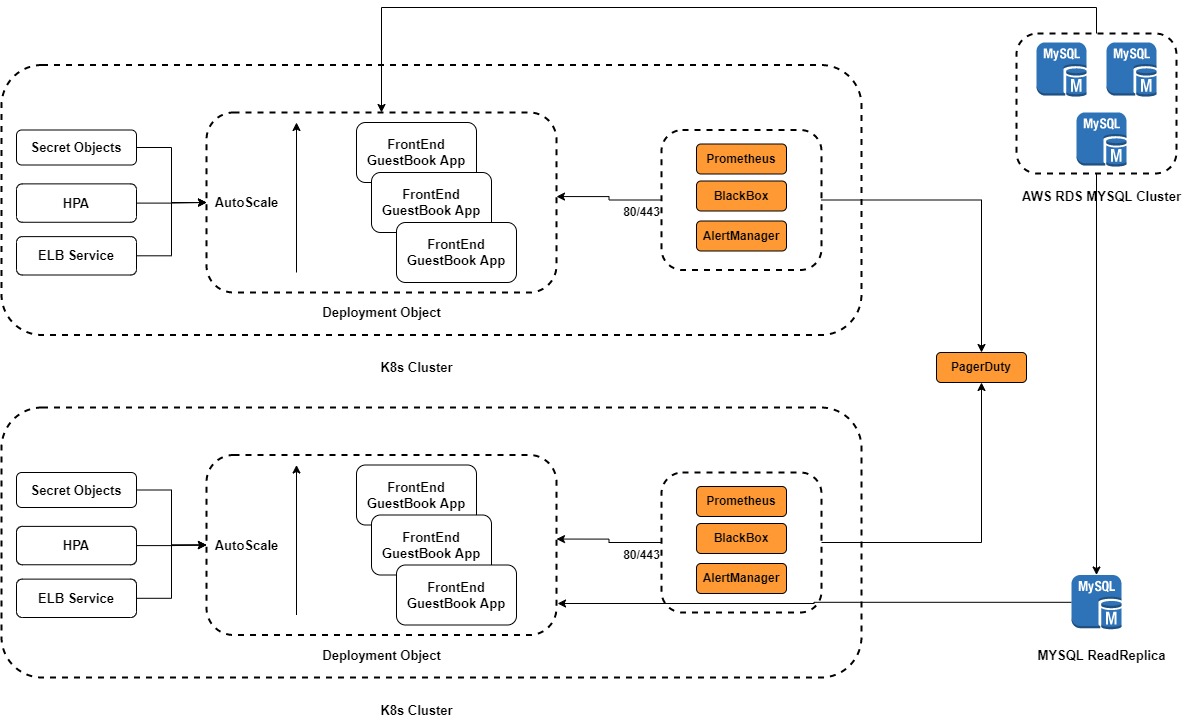 MySQL
MySQL
MySQL
M
M
M
AWS RDS MYSQL Cluster
Secret Objects
HPA
ELB Service
AutoScale
FrontEnd
GuestBook App
FrontEnd
GuestBook App
FrontEnd
GuestBook App
Deployment Object
80/443
Prometheus
BlackBox
AlertManager
K8s Cluster
PagerDuty
Secret Objects
HPA
ELB Service
AutoScale
FrontEnd
GuestBook App
FrontEnd
GuestBook App
FrontEnd
GuestBook App
Deployment Object
80/443
Prometheus
BlackBox
AlertManager
MySQL
M
MYSQL ReadReplica
K8s Cluster